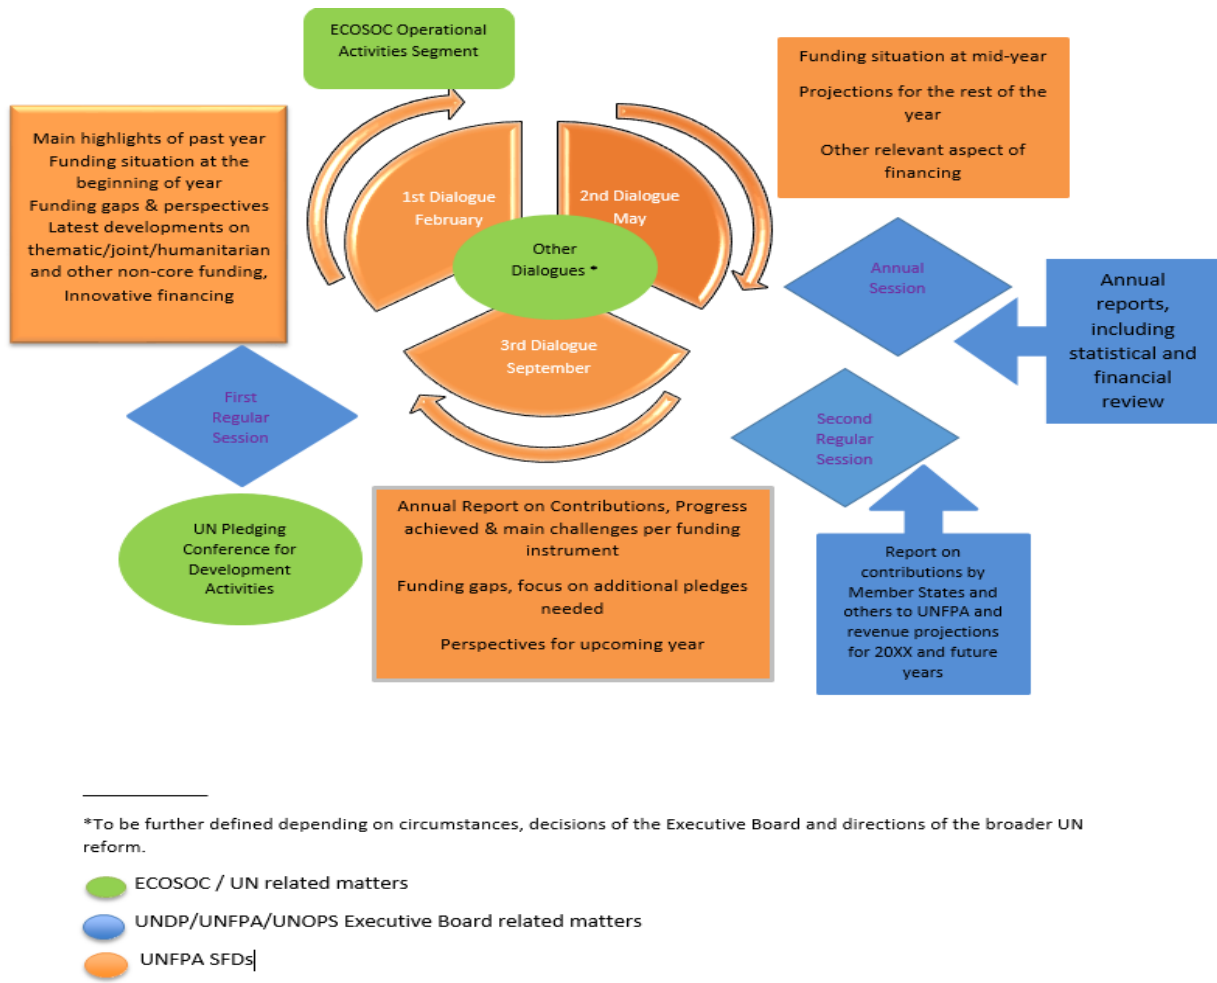 ECOSOC Operational
Activities Segment
Main highlights of past year
Funding situation at the
beginning of year
Funding gaps & perspectives
Latest developments on
thematic/joint/humanitarian
and other non-core funding,
Innovative financing
1st Dialogue
February
2nd Dialogue
May
Other
Dialogues *
3rd Dialogue
September
Funding situation at mid-year
Projections for the rest of the
year
Other relevant aspect of
financing
Annual
Session
Annual
reports,
including
statistical and
financial
review
First
Regular
Session
Second
Regular
Session
UN Pledging
Conference for
Development
Activities
Annual Report on Contributions, Progress
achieved & main challenges per funding
instrument
Funding gaps, focus on additional pledges
needed
Perspectives for upcoming year
Report on
contributions by
Member States and
others to UNFPA and
revenue projections
for 20XX and future
years
*To be further defined depending on circumstances, decisions of the Executive Board and directions of the broader UN
reform.
ECOSOC / UN related matters
UNDP/UNFPA/UNOPS Executive Board related matters
UNFPA SFDs